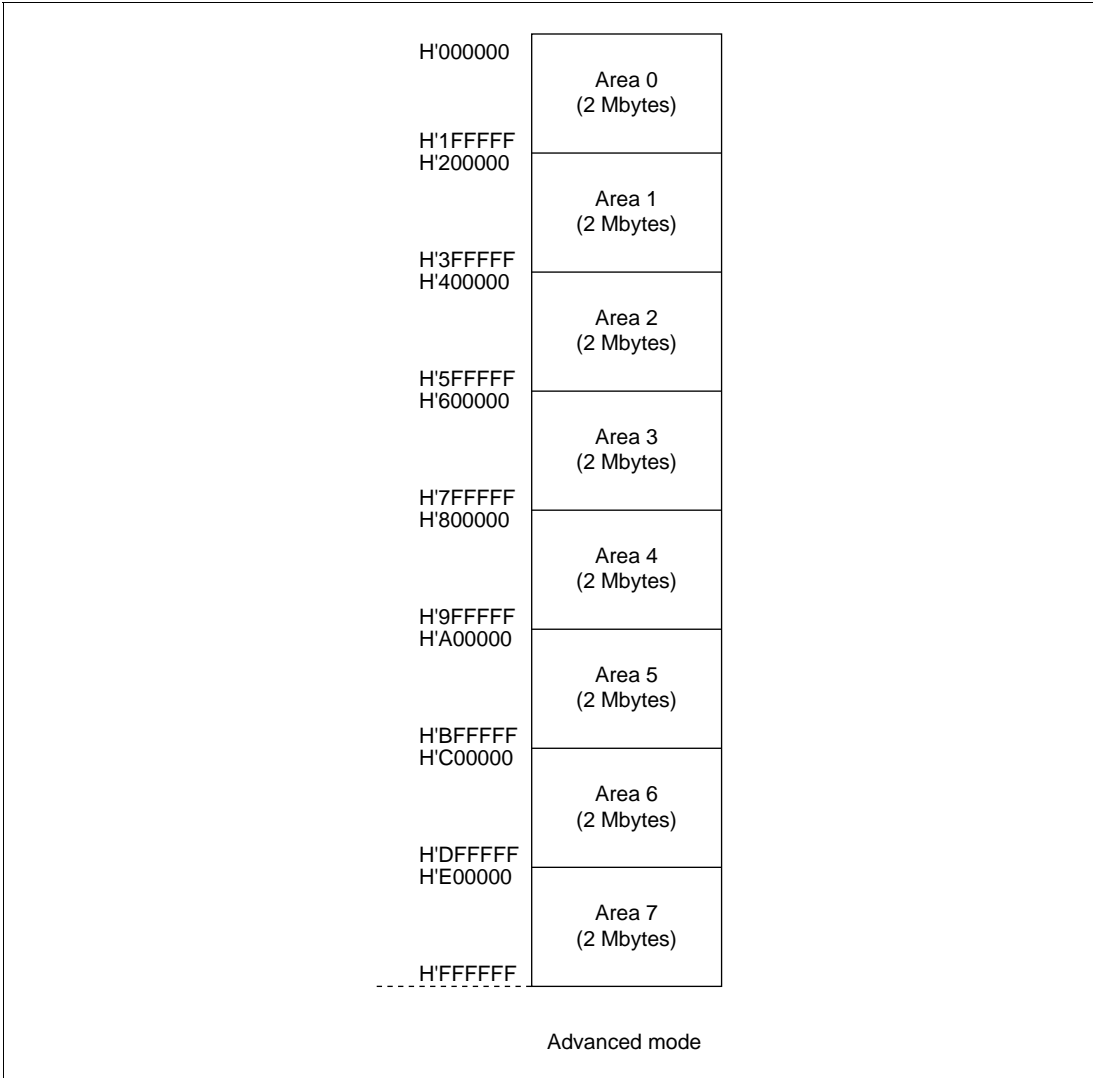 H'000000
Area 0
(2 Mbytes)
H'1FFFFF
H'200000
Area 1
(2 Mbytes)
H'3FFFFF
H'400000
Area 2
(2 Mbytes)
H'5FFFFF
H'600000
Area 3
(2 Mbytes)
H'7FFFFF
H'800000
Area 4
(2 Mbytes)
H'9FFFFF
H'A00000
Area 5
(2 Mbytes)
H'BFFFFF
H'C00000
Area 6
(2 Mbytes)
H'DFFFFF
H'E00000
Area 7
(2 Mbytes)
H'FFFFFF
Advanced mode